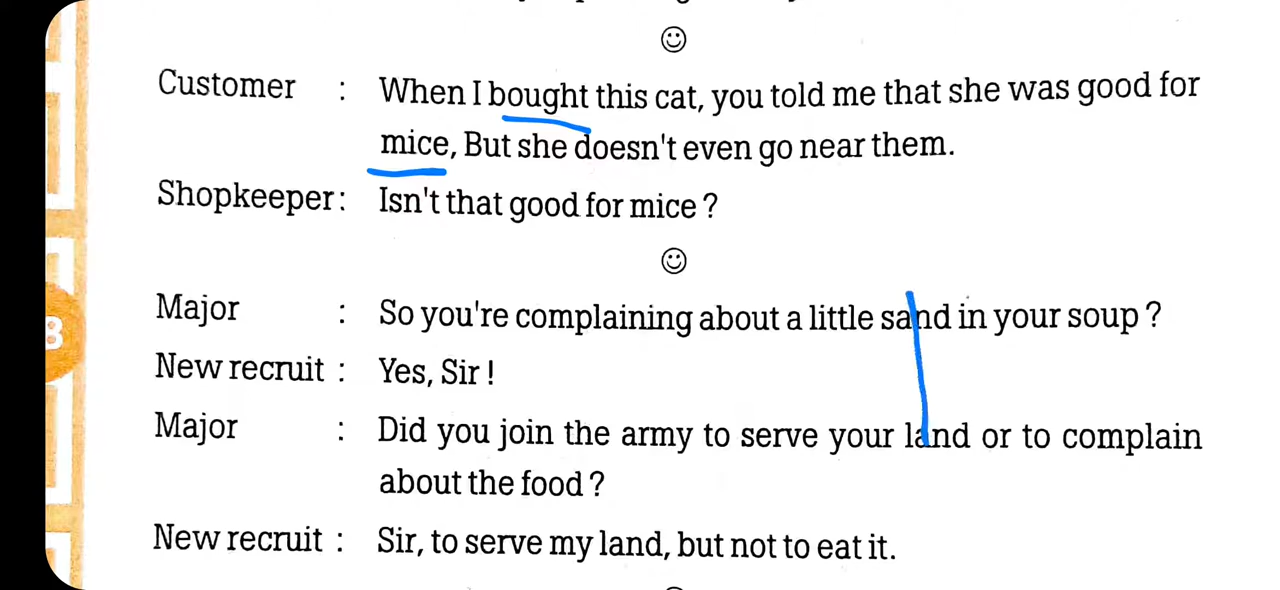 Customer : When I bought this cat, you told me that she was good for
mice, But she doesn't even go near them.
Shopkeeper : Isn't that good for mice ?
Major : So you're complaining about a little sand in your soup ?
New recruit : Yes, Sir !
Major : Did you join the army to serve your land or to complain
about the food ?
New recruit : Sir, to serve my land, but not to eat it.
8